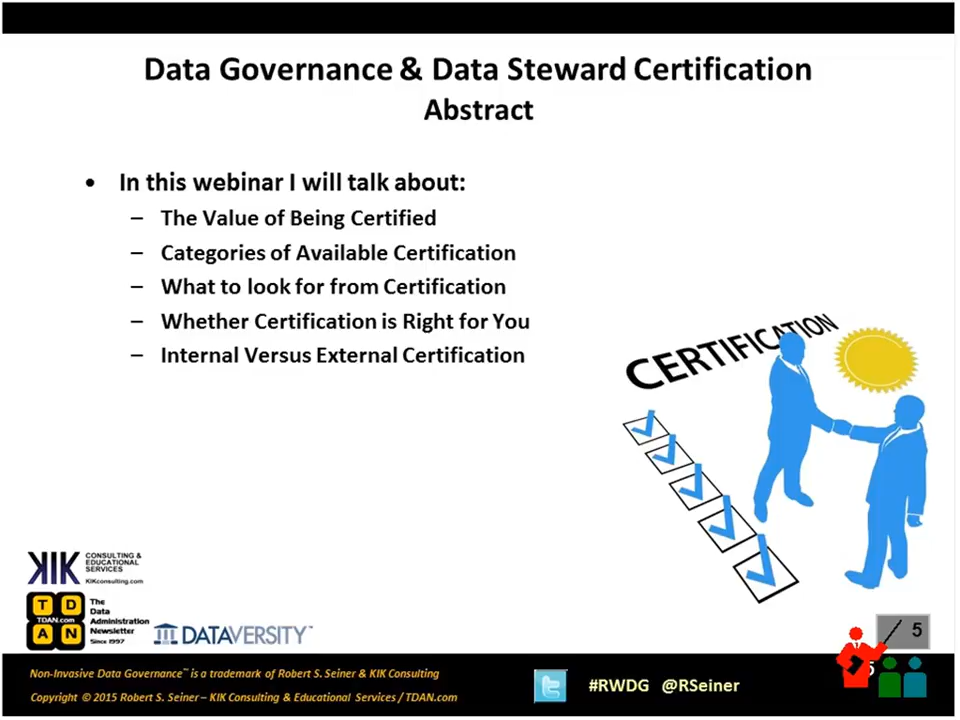 Data Governance & Data Steward Certification
Abstract
• In this webinar I will talk about:
– The Value of Being Certified
– Categories of Available Certification
– What to look for from Certification
– Whether Certification is Right for You
– Internal Versus External Certification
CERTIFICATION
KIK CONSULTING &
EDUCATIONAL
SERVICES
KIKconsulting.com
T D
TDAN.com
A N
The
Data
Administration
Newsletter
Since 1997
DATAVERSITY™
5
5
Non-Invasive Data Governance™ is a trademark of Robert S. Seiner & KIK Consulting
Copyright © 2015 Robert S. Seiner – KIK Consulting & Educational Services / TDAN.com
#RWDG @RSeiner